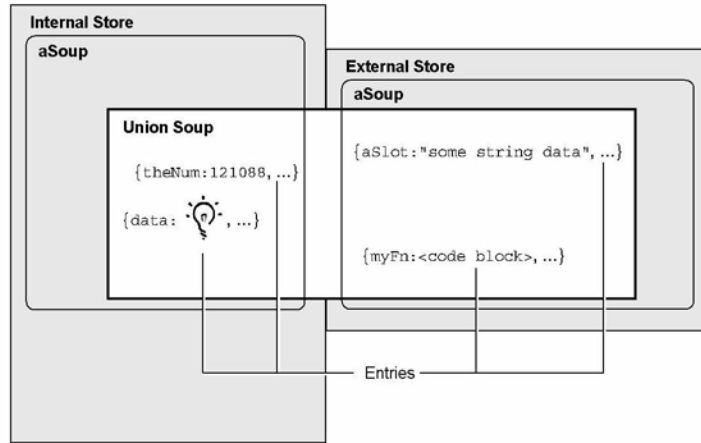 Internal Store
aSoup
External Store
aSoup
Union Soup
{aSlot:"some string data", ...}
{theNum:121088, ...}
{data: , ...}
{myFn:<code block>, ...}
Entries